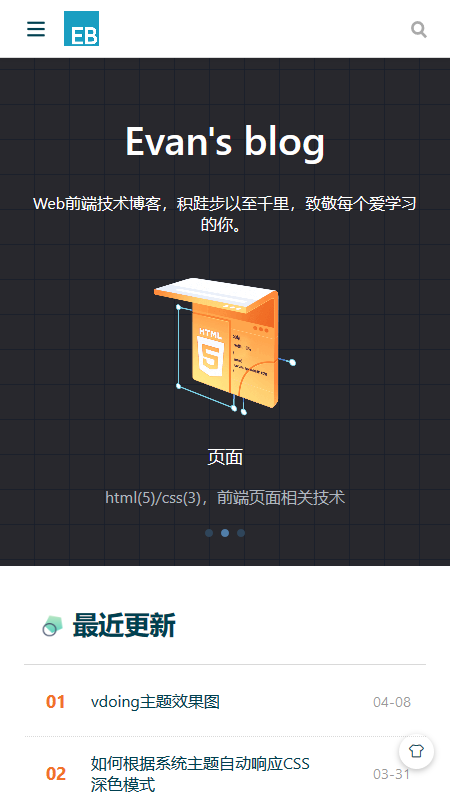 EB
Evan's blog
Web前端技术博客，积跬步以至千里，致敬每个爱学习
的你。
HTML
5
页面
html(5)/css(3)，前端页面相关技术
最近更新
01 vdoing主题效果图 04-08
02 如何根据系统主题自动响应CSS
深色模式 03-31